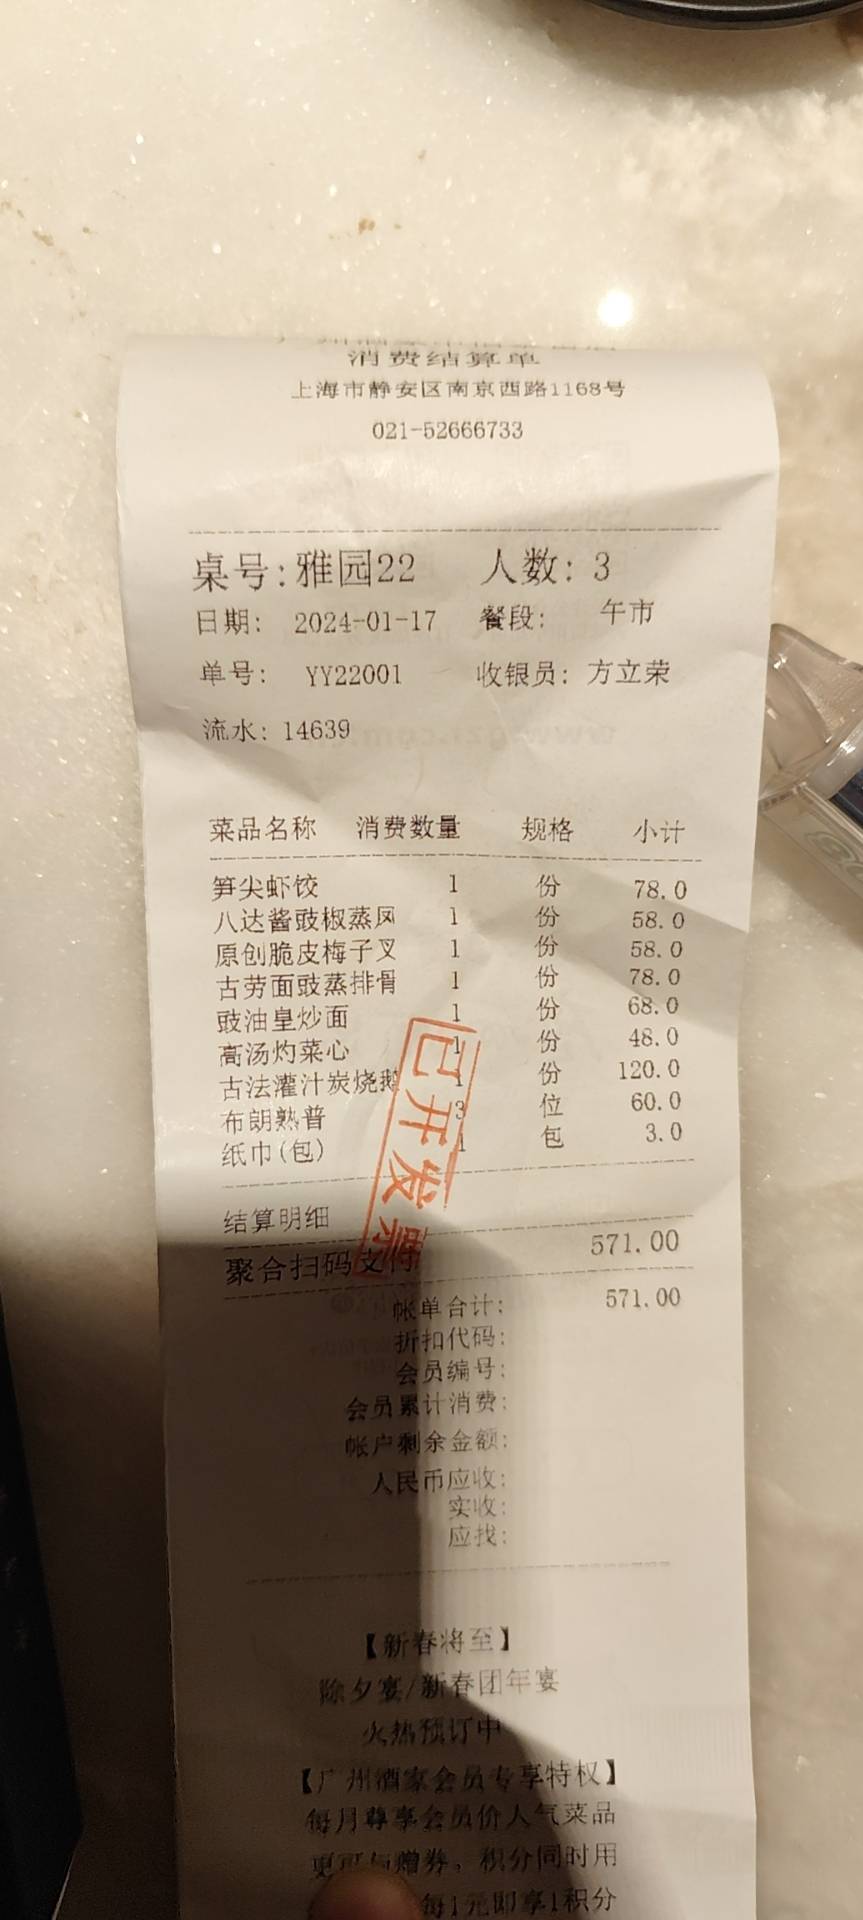 消费结算单
上海市静安区南京西路1168号
021-52666733
桌号:雅园22 人数: 3
日期: 2024-01-17 餐段: 午市
单号: YY22001 收银员: 方立荣
流水: 14639
菜品名称 消费数量 规格 小计
笋尖虾饺 1 份 78.0
八达酱豉椒蒸凤 1 份 58.0
原创脆皮梅子叉 1 份 58.0
古劳面豉蒸排骨 1 份 78.0
豉油皇炒面 1 份 68.0
高汤灼菜心 1 份 48.0
古法灌汁炭烧鹅 1 份 120.0
布朗熟普 3 位 60.0
纸巾(包) 1 包 3.0
已开发票
结算明细
聚合扫码支付 571.00
帐单合计: 571.00
折扣代码:
会员编号:
会员累计消费:
帐户剩余金额:
人民币应收:
实收:
应找:
【新春将至】
除夕宴/新春团年宴
火热预订中
【广州酒家会员专享特权】
每月尊享会员价人气菜品
更可与赠券、积分同时用
每1元即享1积分